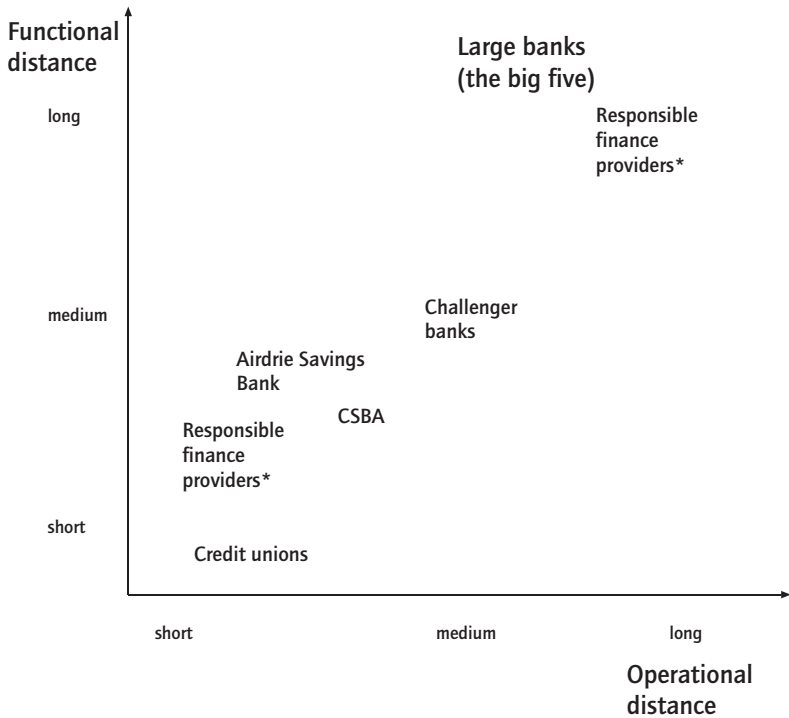 Functional
distance
Large banks
(the big five)
long
Responsible
finance
providers*
medium
Challenger
banks
Airdrie Savings
Bank
CSBA
Responsible
finance
providers*
short
Credit unions
short
medium
long
Operational
distance